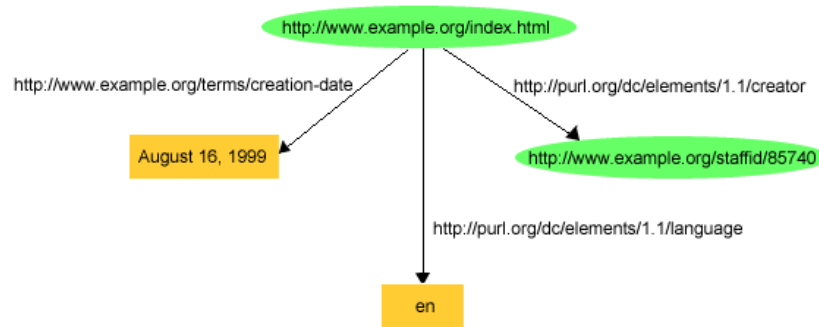 http://www.example.org/index.html
http://www.example.org/terms/creation-date
http://purl.org/dc/elements/1.1/creator
August 16, 1999
http://www.example.org/staffid/85740
http://purl.org/dc/elements/1.1/language
en